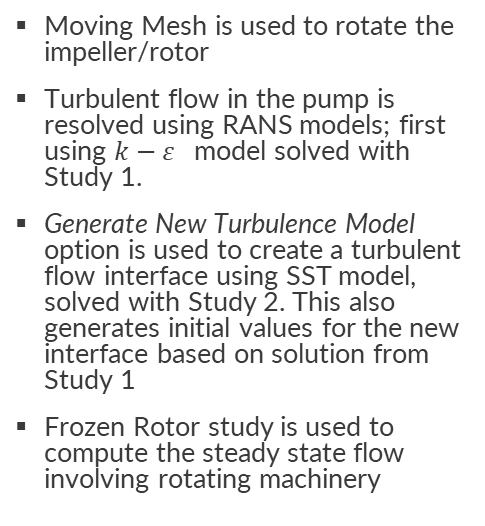 ▪ Moving Mesh is used to rotate the
impeller/rotor
▪ Turbulent flow in the pump is
resolved using RANS models; first
using k − ε model solved with
Study 1.
▪ Generate New Turbulence Model
option is used to create a turbulent
flow interface using SST model,
solved with Study 2. This also
generates initial values for the new
interface based on solution from
Study 1
▪ Frozen Rotor study is used to
compute the steady state flow
involving rotating machinery